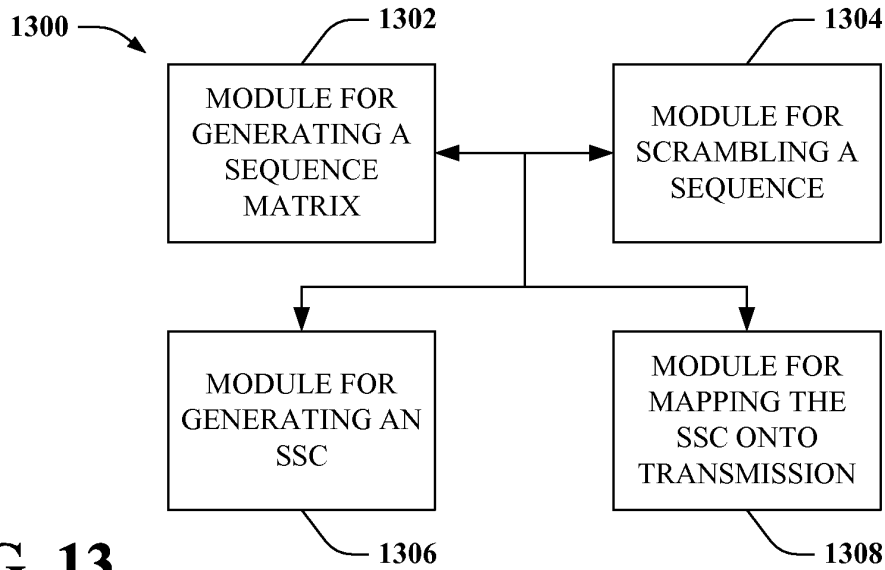 1300
1302
1304
MODULE FOR
GENERATING A
SEQUENCE
MATRIX
MODULE FOR
SCRAMBLING A
SEQUENCE
MODULE FOR
GENERATING AN
SSC
MODULE FOR
MAPPING THE
SSC ONTO
TRANSMISSION
1306
1308
G. 13